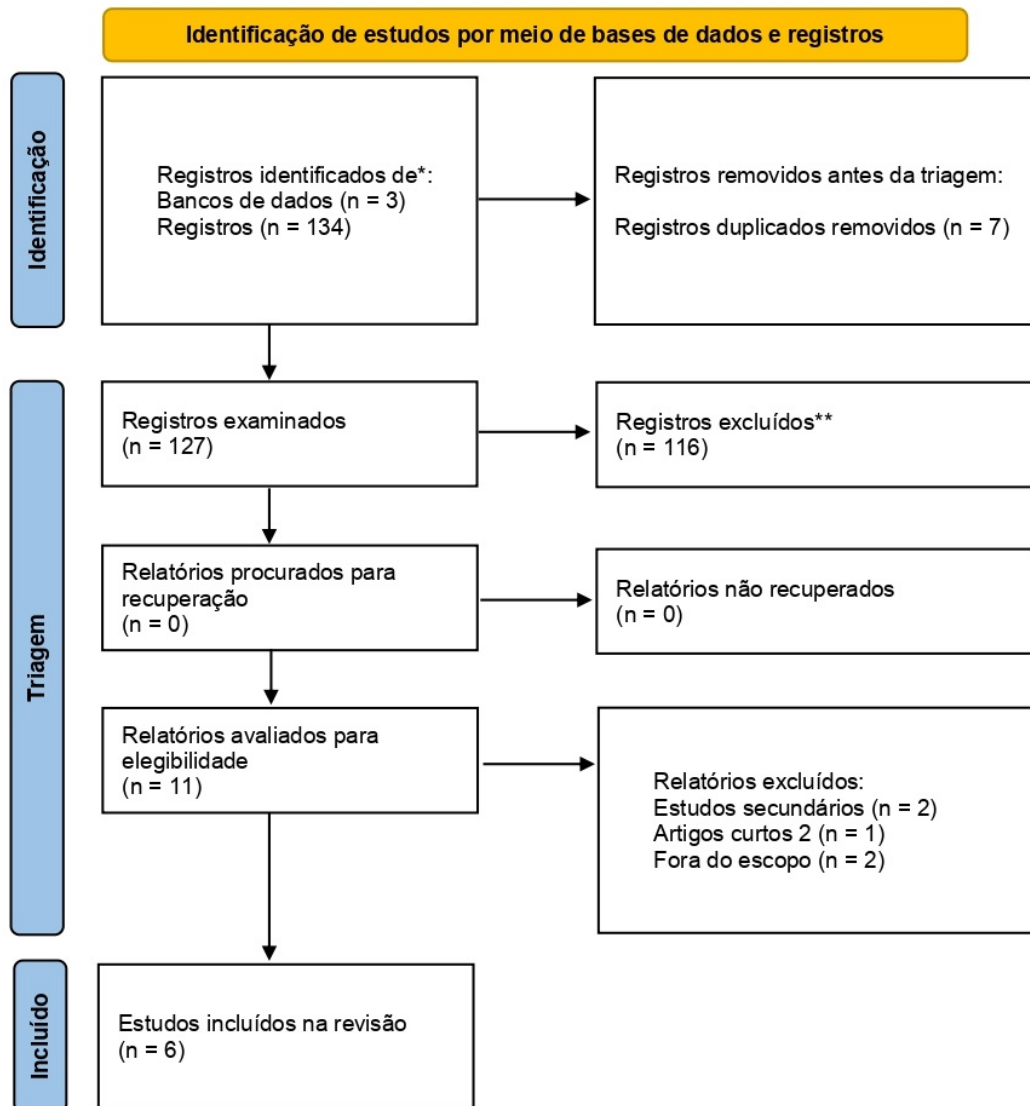 Identificação de estudos por meio de bases de dados e registros
Identificação
Registros identificados de*:
Bancos de dados (n = 3)
Registros (n = 134)
Registros removidos antes da triagem:
Registros duplicados removidos (n = 7)
Triagem
Registros examinados
(n = 127)
Registros excluídos**
(n = 116)
Relatórios procurados para
recuperação
(n = 0)
Relatórios não recuperados
(n = 0)
Relatórios avaliados para
elegibilidade
(n = 11)
Relatórios excluídos:
Estudos secundários (n = 2)
Artigos curtos 2 (n = 1)
Fora do escopo (n = 2)
Incluído
Estudos incluídos na revisão
(n = 6)